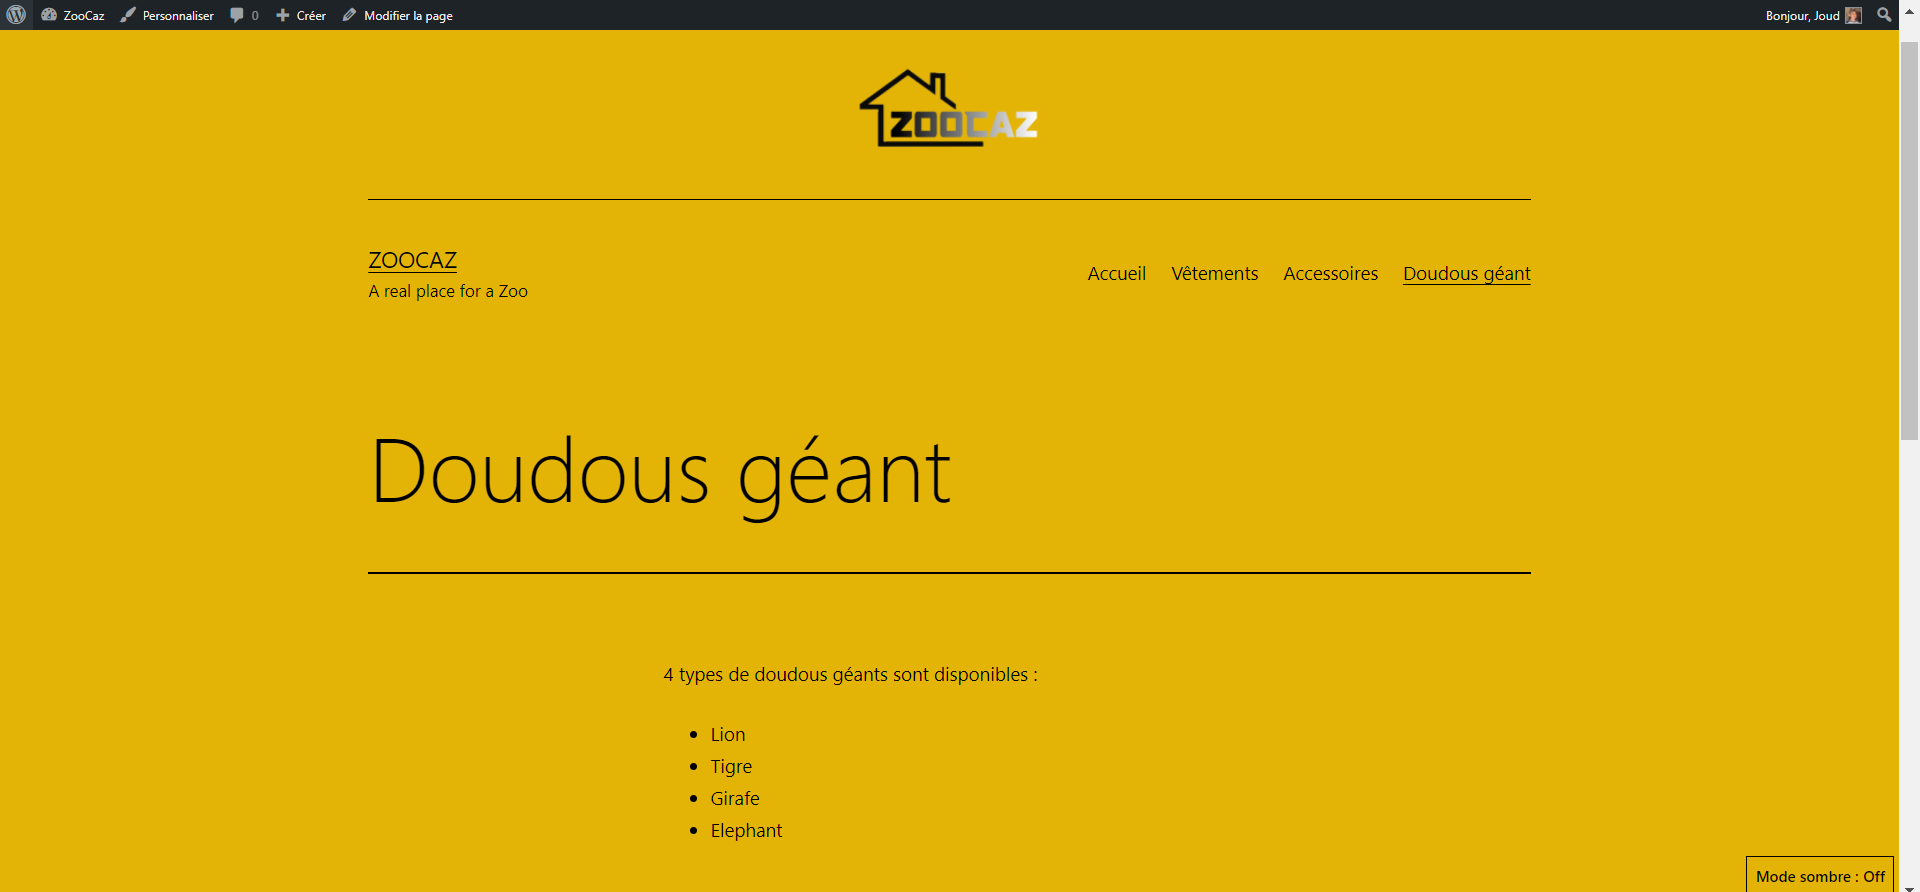 ZooCaz Personnaliser 0 Créer Modifier la page Bonjour, Joud
ZOOCAZ
ZOOCAZ
A real place for a Zoo
Accueil Vêtements Accessoires Doudous géant
Doudous géant
4 types de doudous géants sont disponibles :
• Lion
• Tigre
• Girafe
• Elephant
Mode sombre : Off